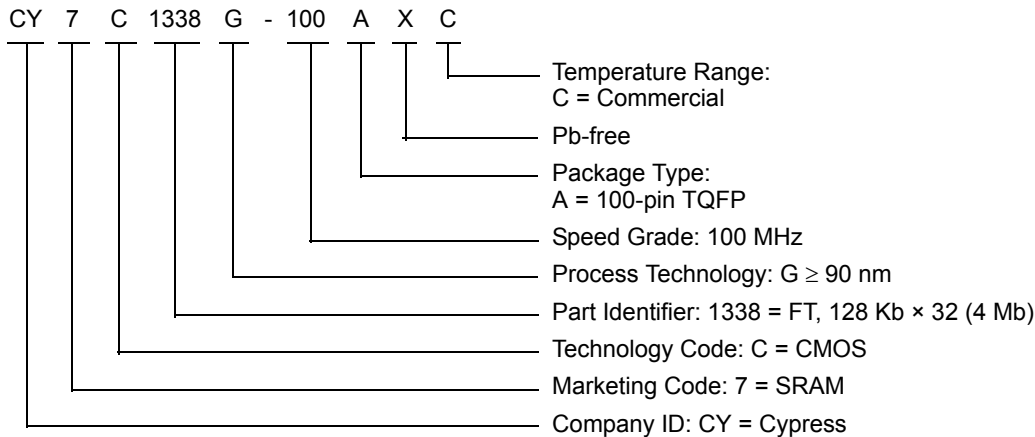 CY 7 C 1338 G - 100 A X C
Temperature Range:
C = Commercial
Pb-free
Package Type:
A = 100-pin TQFP
Speed Grade: 100 MHz
Process Technology: G ≥ 90 nm
Part Identifier: 1338 = FT, 128 Kb × 32 (4 Mb)
Technology Code: C = CMOS
Marketing Code: 7 = SRAM
Company ID: CY = Cypress